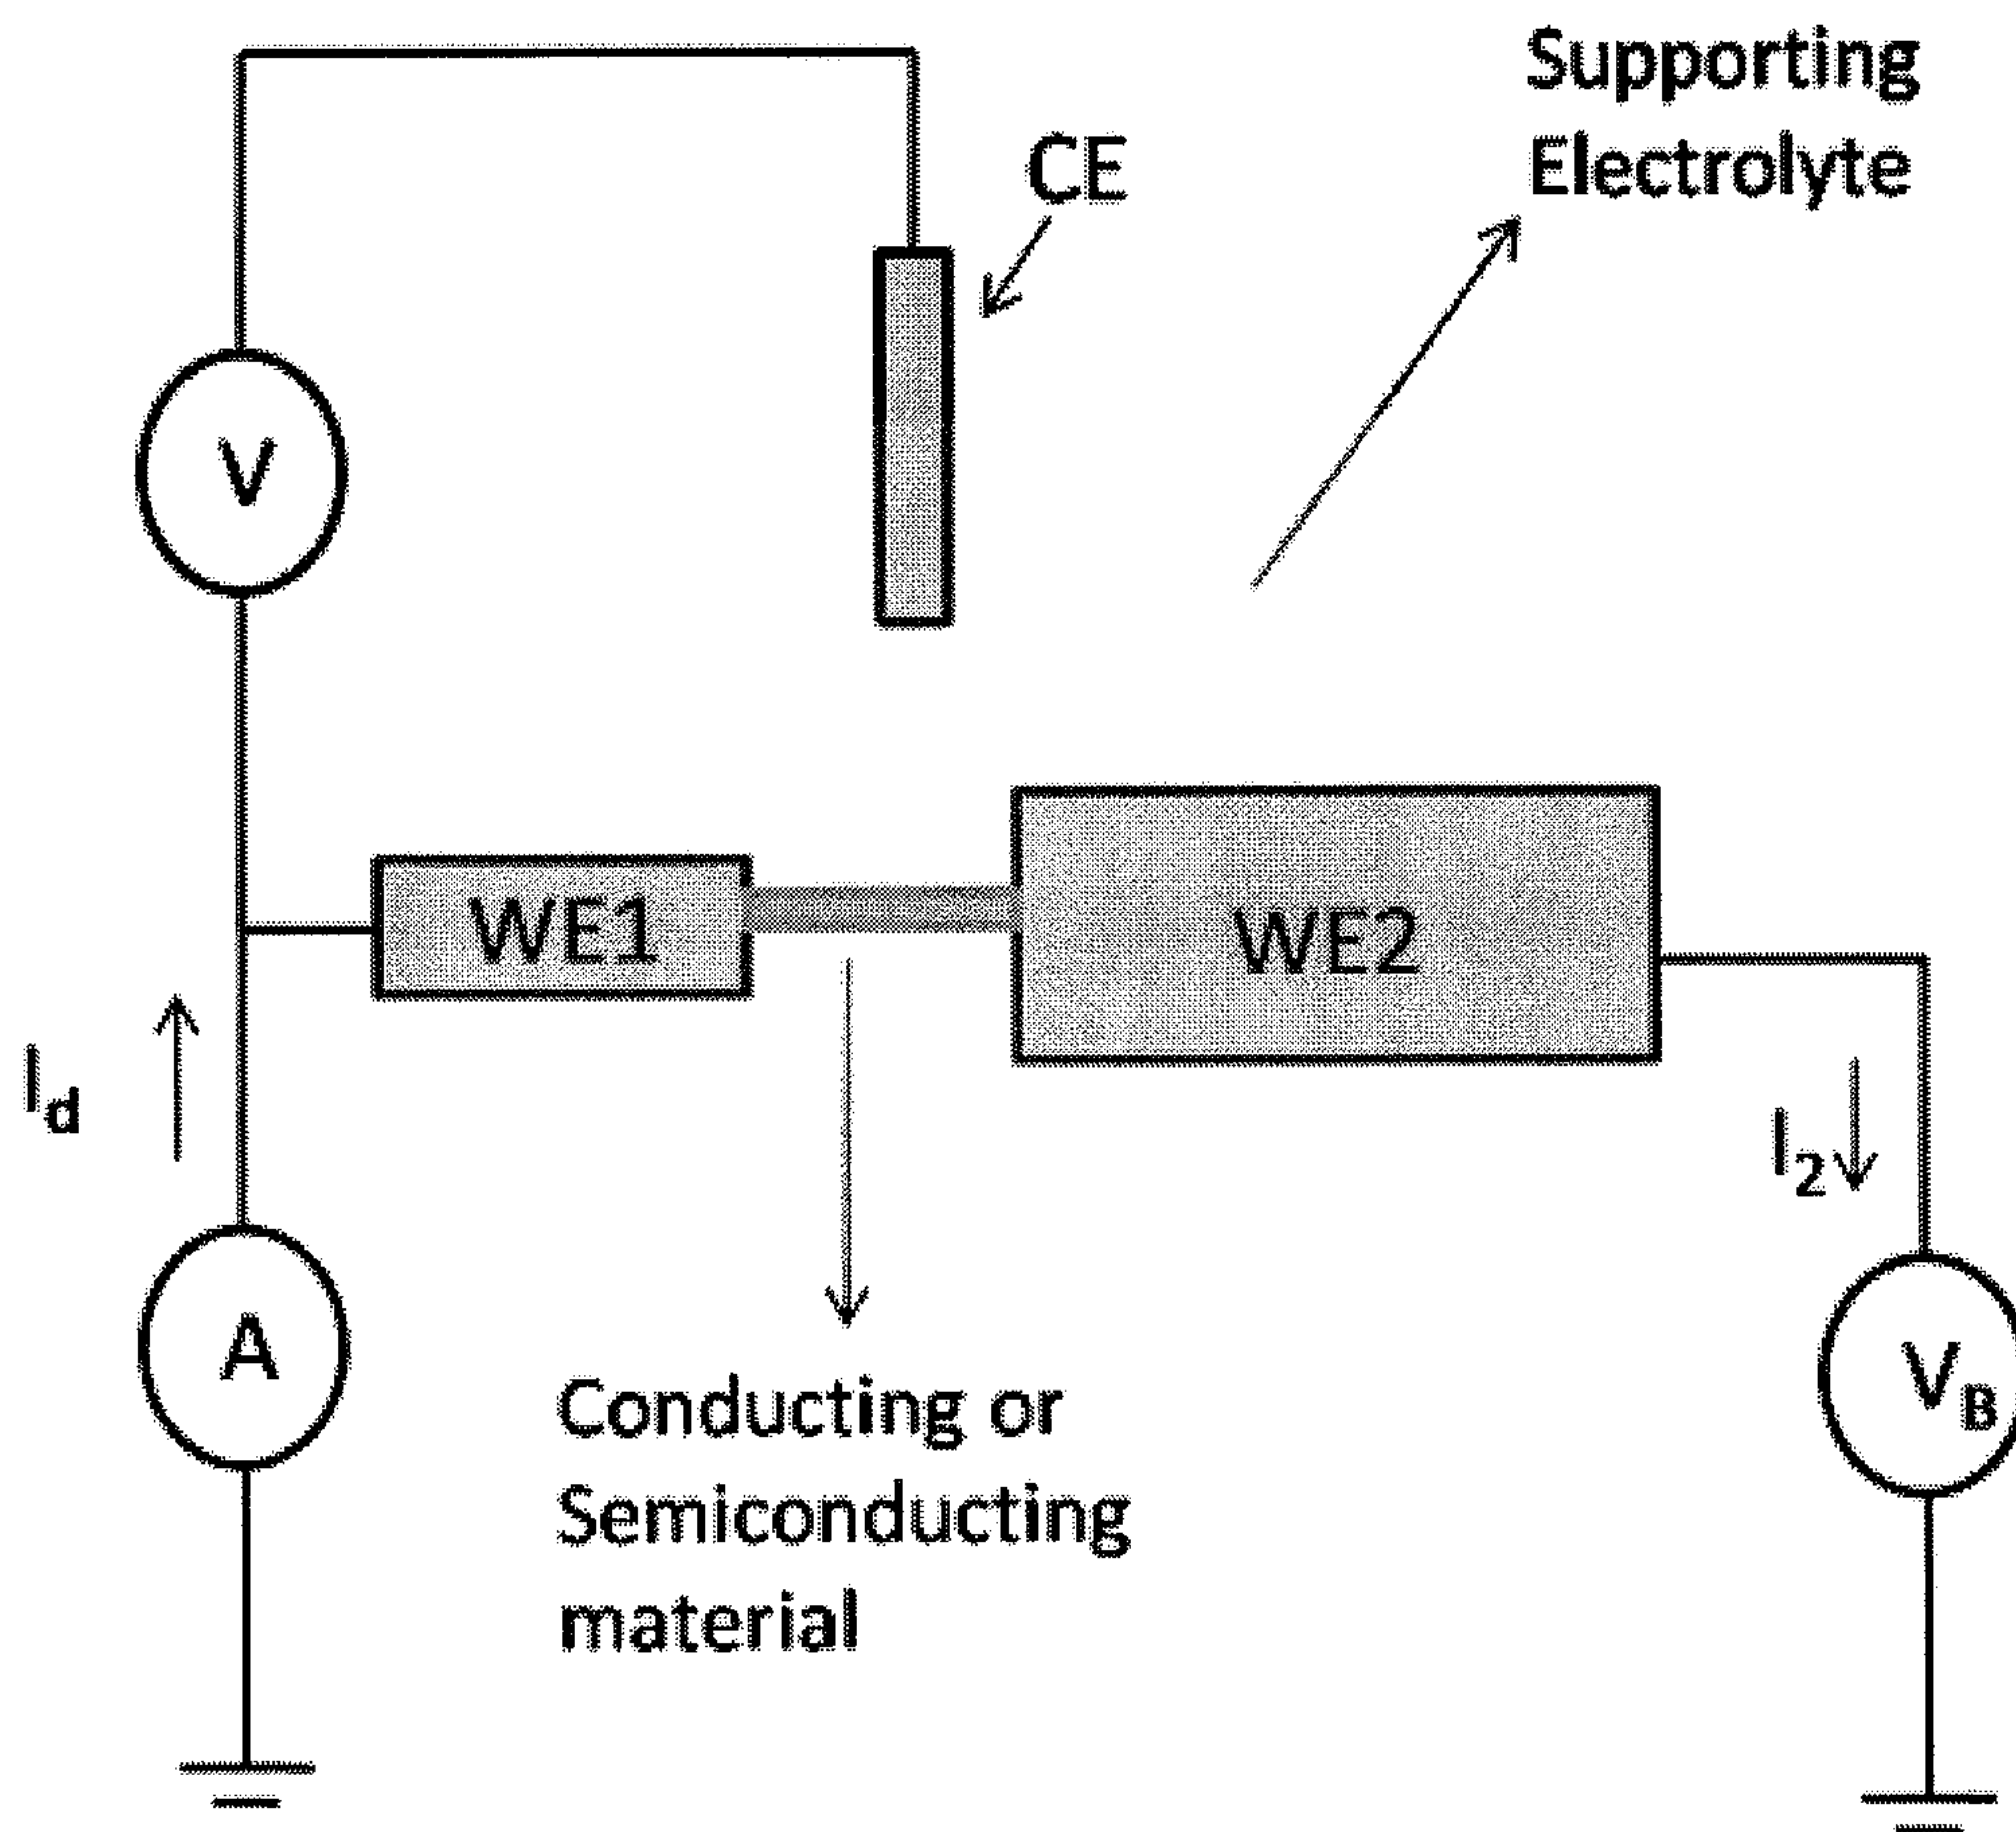 Supporting
Electrolyte
CE
V
WE1
WE2
Id
I2
A
VB
Conducting or
Semiconducting
material